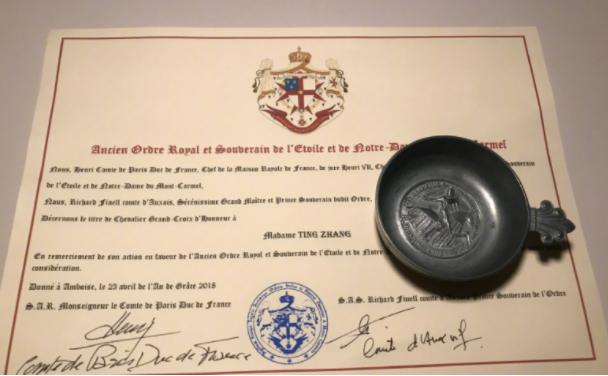 Ancien Ordre Royal et Souverain de l'Etoile et de Notre-Carmel
Nous, Henri Comte de Paris Duc de France, Chef de la Maison Royale de France, de jure Henri VII, Souverain
de l'Etoile et de Notre-Dame du Mont-Carmel,
Nous, Richard Finell comte d'Auxois, Sérénissime Grand Maître et Prince Souverain dudit Ordre,
Décernons le titre de Chevalier Grand-Croix d'Honneur à
Madame TING ZHANG
En remerciement de son action en faveur de l'Ancien Ordre Royal et Souverain de l'Etoile et de Notre
considération.
Donné à Amboise, le 23 avril de l'An de Grâce 2018
S.A.R. Monseigneur le Comte de Paris Duc de France
S.A.S. Richard Finell comte Prince Souverain de l'Ordre
Comte de Paris Duc de France
Comte d'Auxois